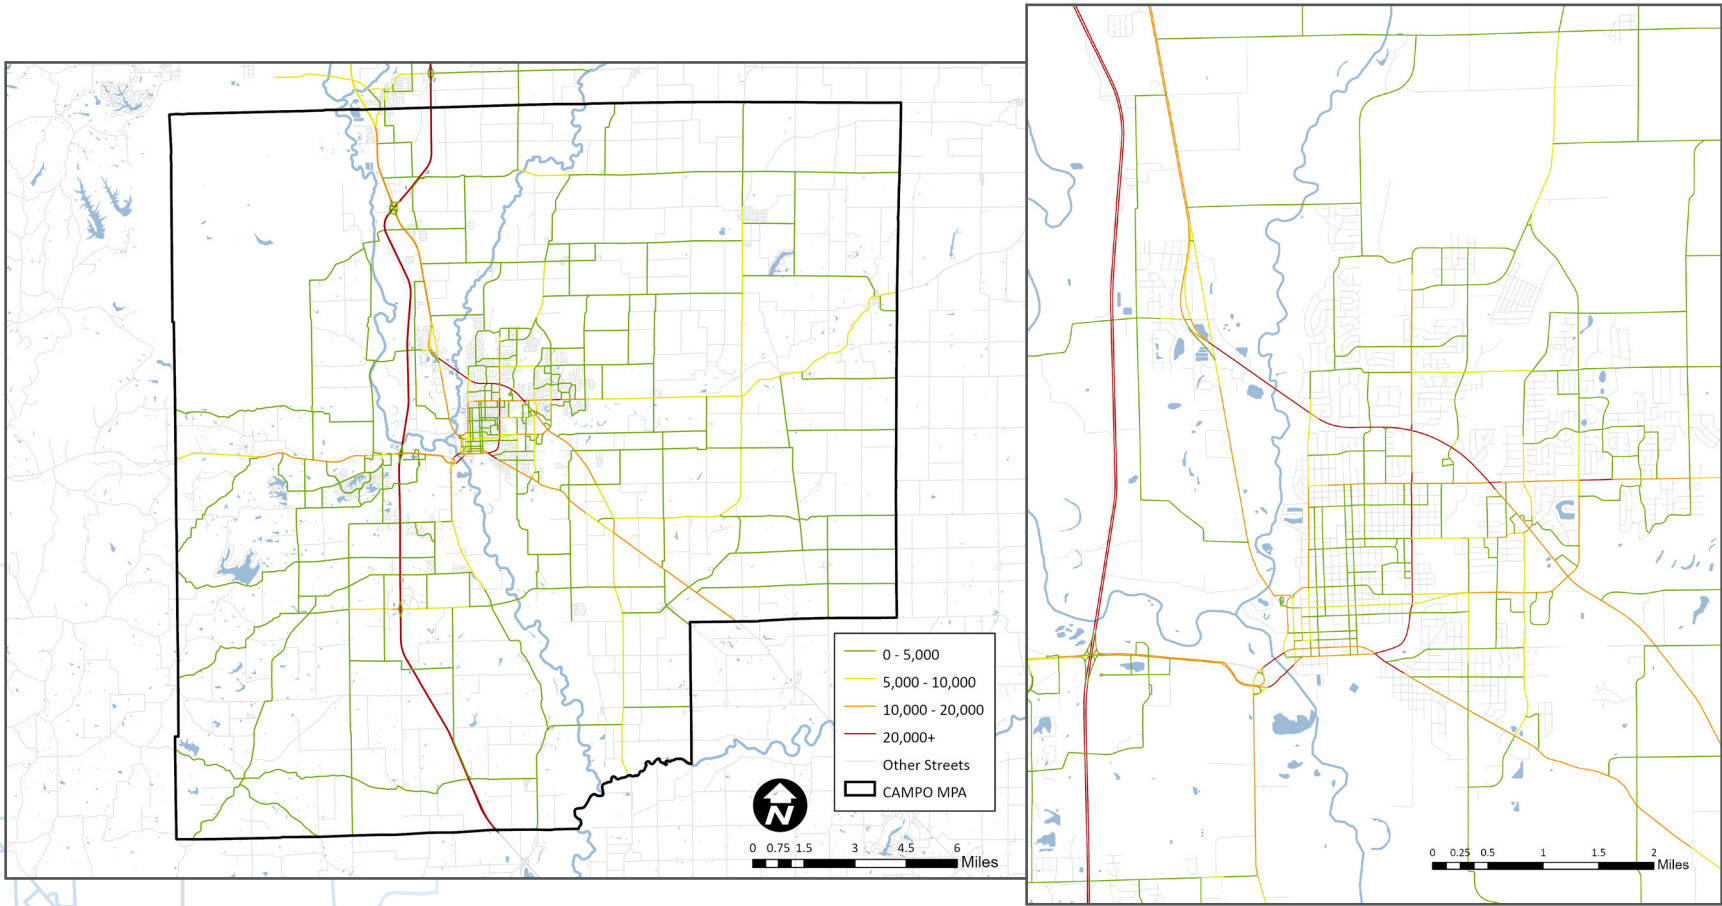 0 - 5,000
5,000 - 10,000
10,000 - 20,000
20,000+
Other Streets
CAMPO MPA
N
0 0.75 1.5 3 4.5 6 Miles
0 0.25 0.5 1 1.5 2 Miles